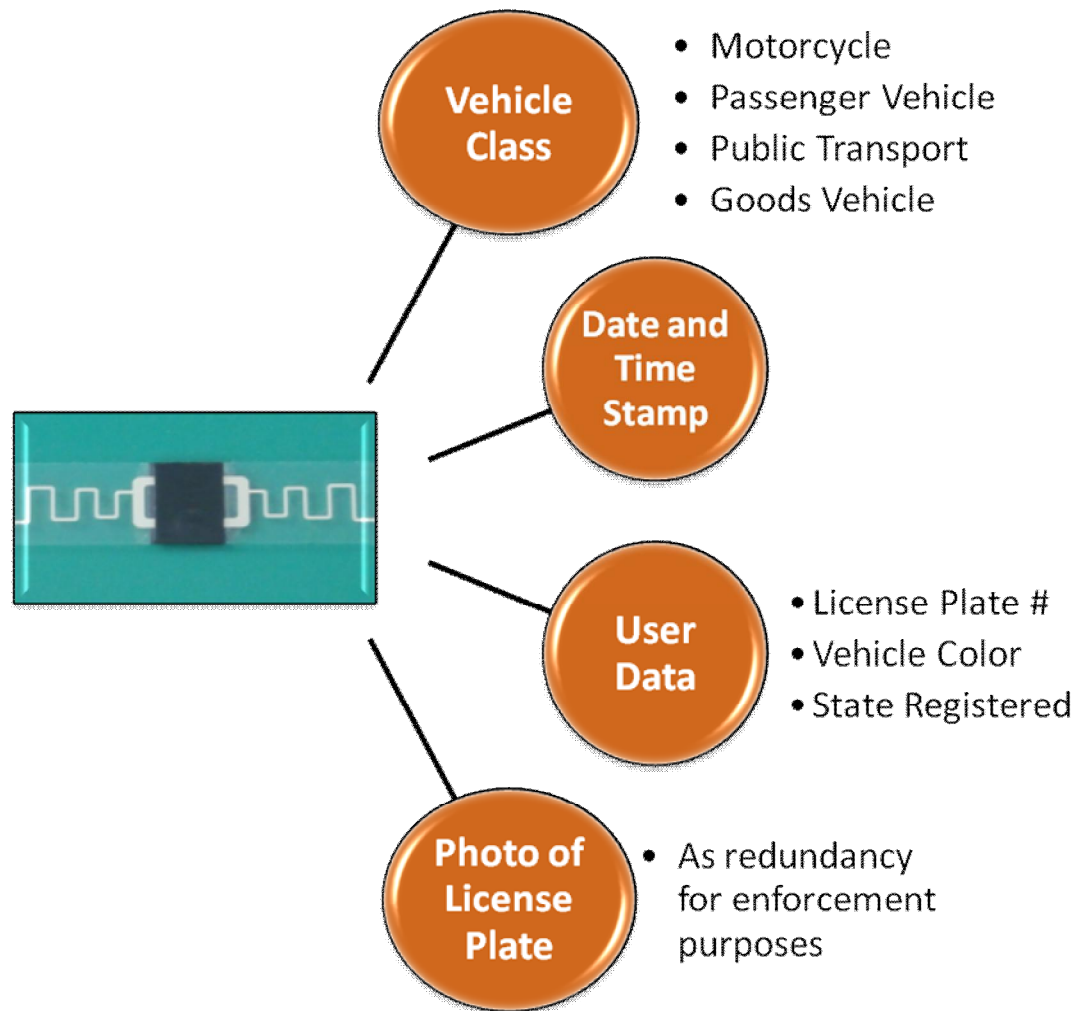 Vehicle
Class
• Motorcycle
• Passenger Vehicle
• Public Transport
• Goods Vehicle
Date and
Time
Stamp
User
Data
• License Plate #
• Vehicle Color
• State Registered
Photo of
License
Plate
• As redundancy
for enforcement
purposes